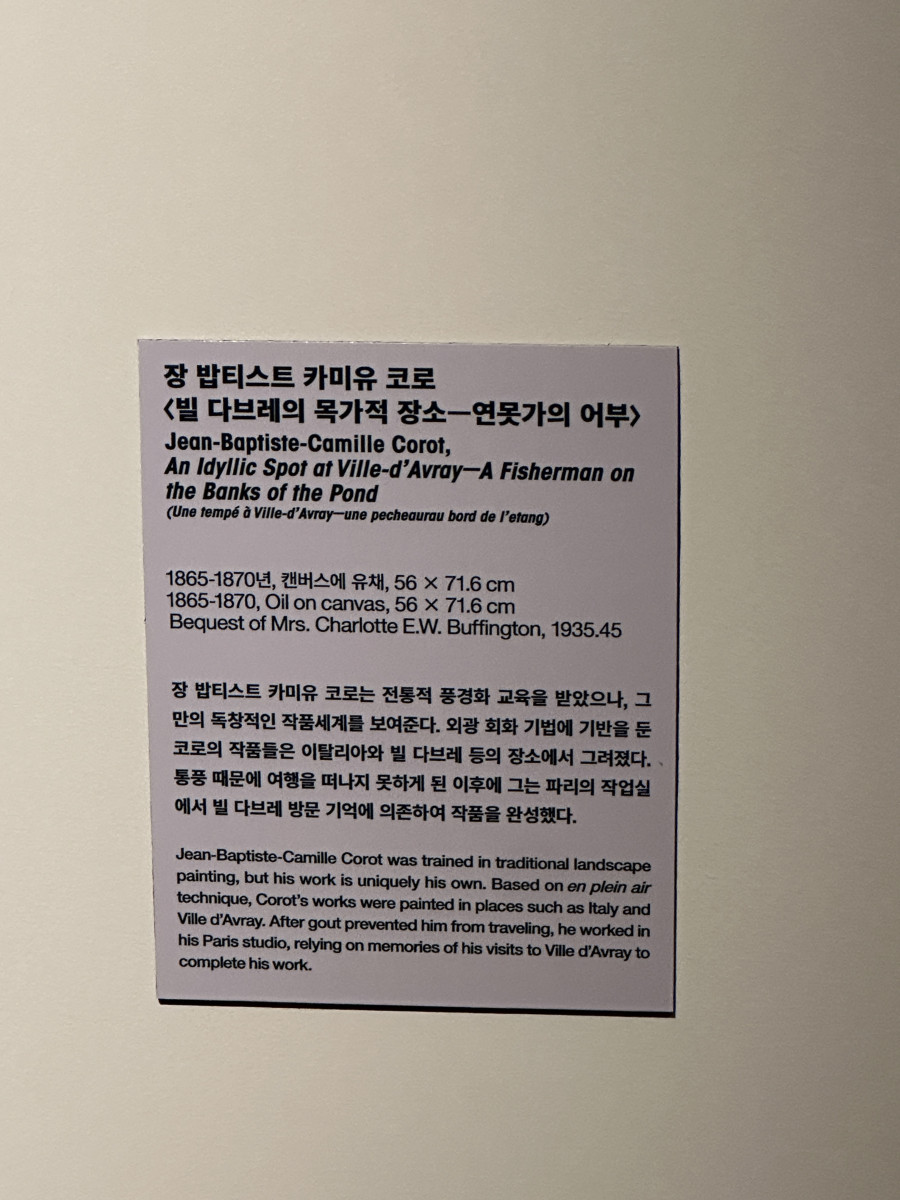 장 밥티스트 카미유 코로
〈빌 다브레의 목가적 장소—연못가의 어부〉
Jean-Baptiste-Camille Corot,
An Idyllic Spot at Ville-d'Avray—A Fisherman on
the Banks of the Pond
(Une tempé à Ville-d'Avray—une pecheaurau bord de l'etang)
1865-1870년, 캔버스에 유채, 56 × 71.6 cm
1865-1870, Oil on canvas, 56 × 71.6 cm
Bequest of Mrs. Charlotte E.W. Buffington, 1935.45
장 밥티스트 카미유 코로는 전통적 풍경화 교육을 받았으나, 그
만의 독창적인 작품세계를 보여준다. 외광 회화 기법에 기반을 둔
코로의 작품들은 이탈리아와 빌 다브레 등의 장소에서 그려졌다.
통풍 때문에 여행을 떠나지 못하게 된 이후에 그는 파리의 작업실
에서 빌 다브레 방문 기억에 의존하여 작품을 완성했다.
Jean-Baptiste-Camille Corot was trained in traditional landscape
painting, but his work is uniquely his own. Based on en plein air
technique, Corot's works were painted in places such as Italy and
Ville d'Avray. After gout prevented him from traveling, he worked in
his Paris studio, relying on memories of his visits to Ville d'Avray to
complete his work.